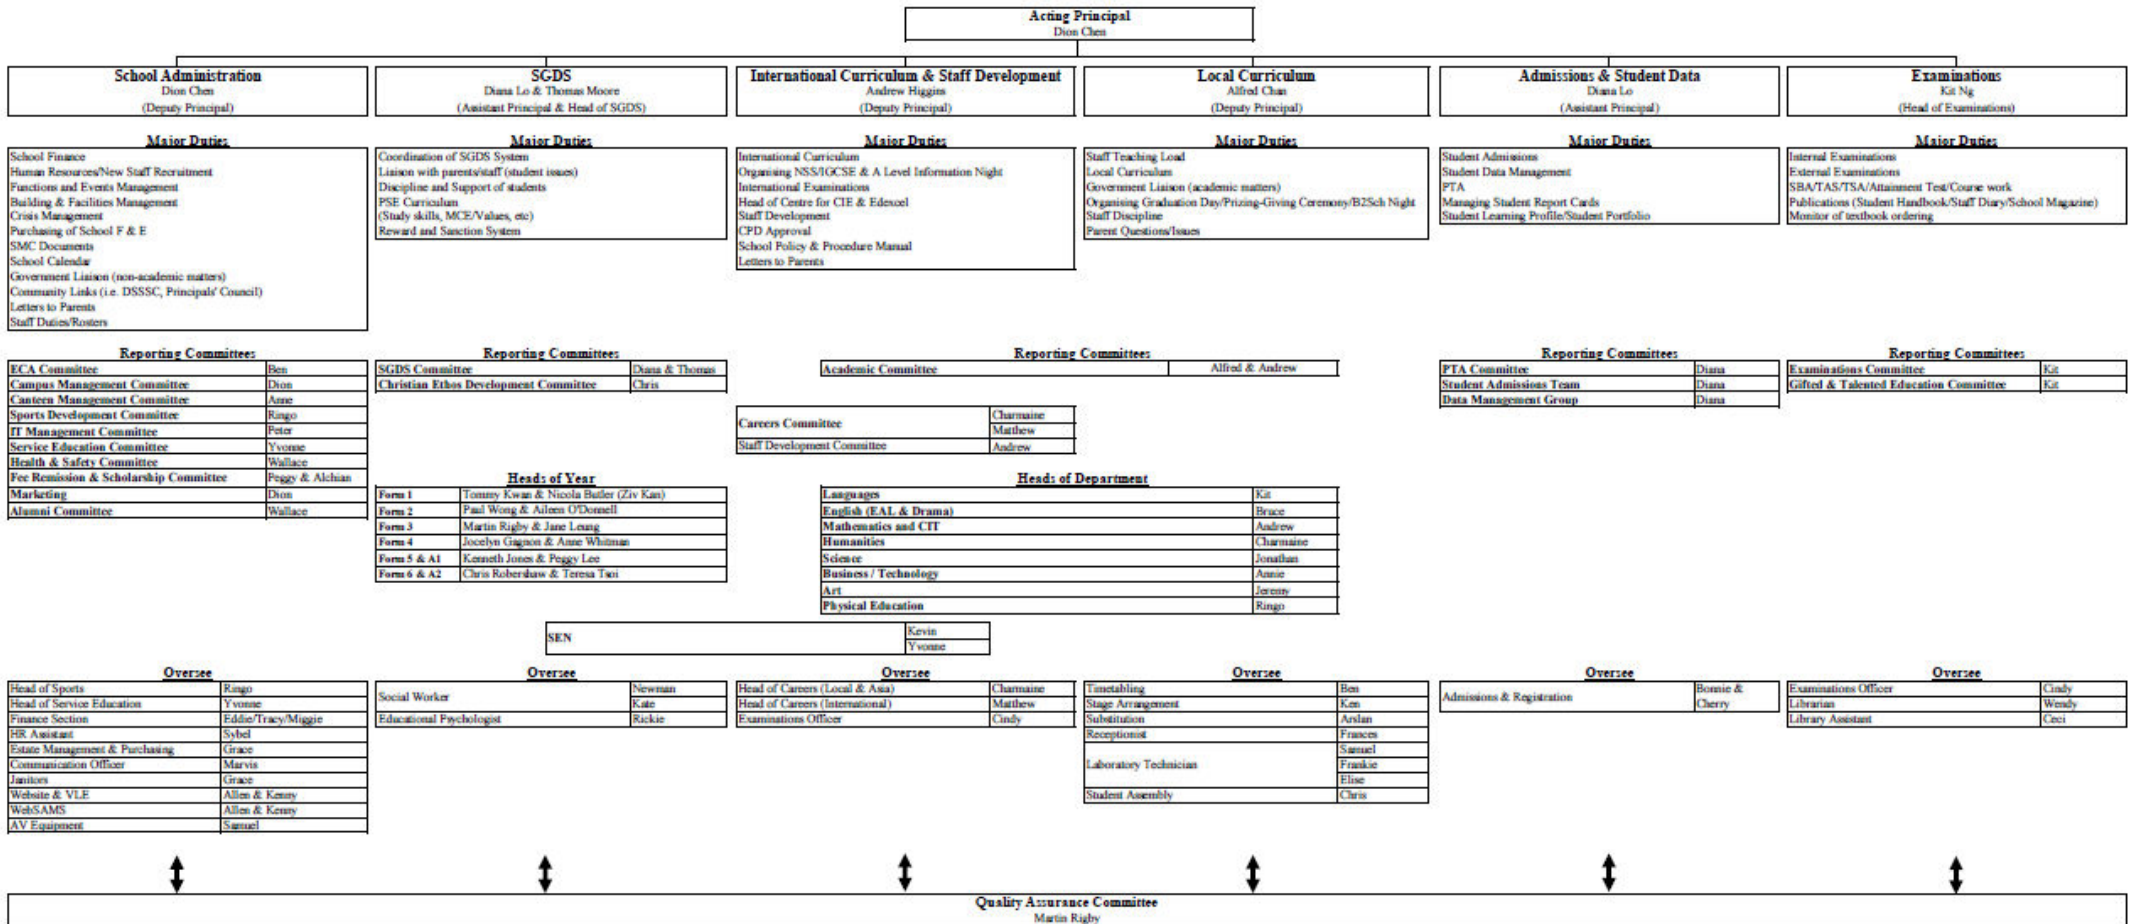 Acting Principal
Dion Chen
School Administration
Dion Chen
(Deputy Principal)
SGDS
Diana Lo & Thomas Moore
(Assistant Principal & Head of SGDS)
International Curriculum & Staff Development
Andrew Higgins
(Deputy Principal)
Local Curriculum
Alfred Chan
(Deputy Principal)
Admissions & Student Data
Diana Lo
(Assistant Principal)
Examinations
Kit Ng
(Head of Examinations)
Major Duties
School Finance
Human Resources/New Staff Recruitment
Functions and Events Management
Building & Facilities Management
Crisis Management
Purchasing of School F & E
SMC Documents
School Calendar
Government Liaison (non-academic matters)
Community Links (i.e. DSSSC, Principals' Council)
Letters to Parents
Staff Duties/Rosters
Major Duties
Coordination of SGDS System
Liaison with parents/staff (student issues)
Discipline and Support of students
PSE Curriculum
(Study skills, MCE/Values, etc)
Reward and Sanction System
Major Duties
International Curriculum
Organising NSS/IGCSE & A Level Information Night
International Examinations
Head of Centre for CIE & Edexcel
Staff Development
CPD Approval
School Policy & Procedure Manual
Letters to Parents
Major Duties
Staff Teaching Load
Local Curriculum
Government Liaison (academic matters)
Organising Graduation Day/Prizing-Giving Ceremony/B2Sch Night
Staff Discipline
Parent Questions/Issues
Major Duties
Student Admissions
Student Data Management
PTA
Managing Student Report Cards
Student Learning Profile/Student Portfolio
Major Duties
Internal Examinations
External Examinations
SBA/TAS/TSA/Attainment Test/Course work
Publications (Student Handbook/Staff Diary/School Magazine)
Monitor of textbook ordering
Reporting Committees
ECA Committee Ben
Campus Management Committee Dion
Canteen Management Committee Anne
Sports Development Committee Ringo
IT Management Committee Peter
Service Education Committee Yvonne
Health & Safety Committee Wallace
Fee Remission & Scholarship Committee Peggy & Alchian
Marketing Dion
Alumni Committee Wallace
Reporting Committees
SGDS Committee Diana & Thomas
Christian Ethos Development Committee Chris
Reporting Committees
Academic Committee Alfred & Andrew
Careers Committee Charmaine
Matthew
Staff Development Committee Andrew
Reporting Committees
PTA Committee Diana
Student Admissions Team Diana
Data Management Group Diana
Reporting Committees
Examinations Committee Kit
Gifted & Talented Education Committee Kit
Heads of Year
Form 1 Tommy Kwan & Nicola Butler (Ziv Kan)
Form 2 Paul Wong & Aileen O'Donnell
Form 3 Martin Rigby & Jane Leung
Form 4 Jocelyn Gagnon & Anne Whitman
Form 5 & A1 Kenneth Jones & Peggy Lee
Form 6 & A2 Chris Robershaw & Teresa Tsoi
Heads of Department
Languages Kit
English (EAL & Drama) Bruce
Mathematics and CIT Andrew
Humanities Charmaine
Science Jonathan
Business / Technology Annie
Art Jeremy
Physical Education Ringo
SEN Kevin
Yvonne
Oversee
Head of Sports Ringo
Head of Service Education Yvonne
Finance Section Eddie/Tracy/Miggie
HR Assistant Sybel
Estate Management & Purchasing Grace
Communication Officer Marvis
Janitors Grace
Website & VLE Allen & Kenny
WebSAMS Allen & Kenny
AV Equipment Samuel
Oversee
Social Worker Newman
Kate
Educational Psychologist Rickie
Oversee
Head of Careers (Local & Asia) Charmaine
Head of Careers (International) Matthew
Examinations Officer Cindy
Oversee
Timetabling Ben
Stage Arrangement Ken
Substitution Arslan
Receptionist Frances
Laboratory Technician Samuel
Frankie
Elise
Student Assembly Chris
Oversee
Admissions & Registration Bonnie &
Cherry
Oversee
Examinations Officer Cindy
Librarian Wendy
Library Assistant Ceci
Quality Assurance Committee
Martin Rigby